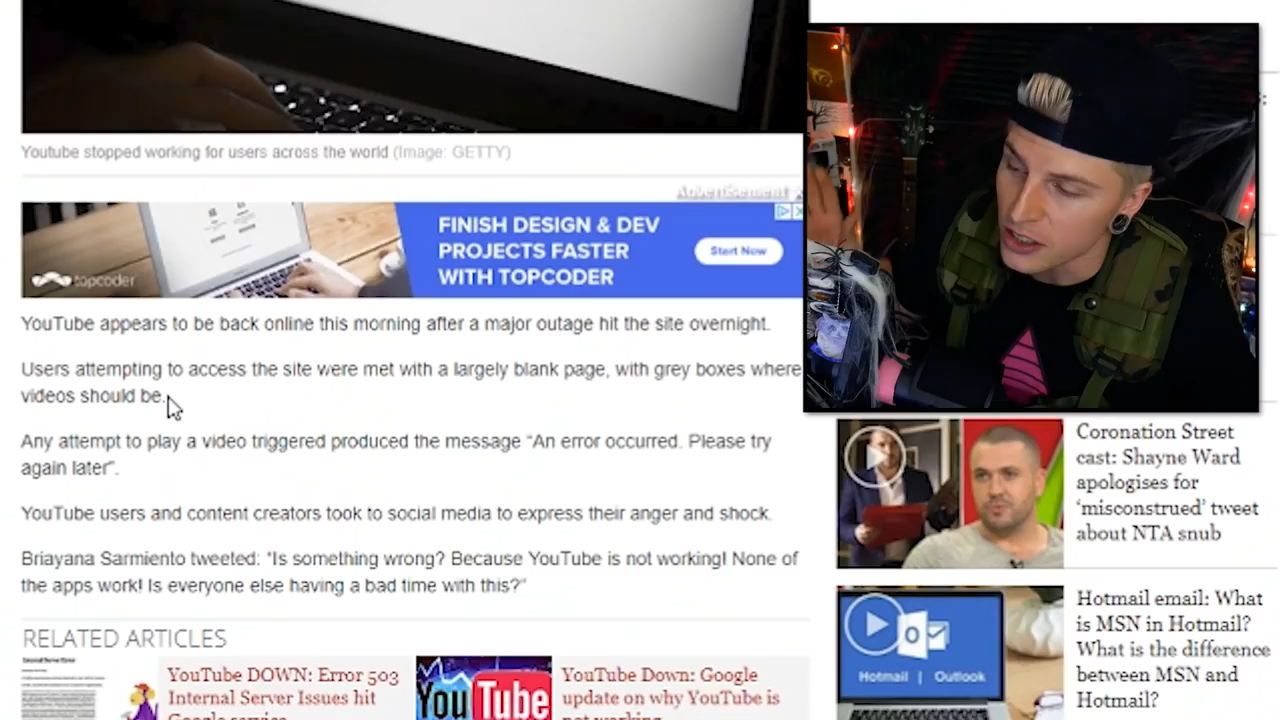 Youtube stopped working for users across the world (Image: GETTY)
Advertisement
topcoder
FINISH DESIGN & DEV
PROJECTS FASTER
WITH TOPCODER
Start Now
YouTube appears to be back online this morning after a major outage hit the site overnight.
Users attempting to access the site were met with a largely blank page, with grey boxes where
videos should be.
Any attempt to play a video triggered produced the message “An error occurred. Please try
again later”.
YouTube users and content creators took to social media to express their anger and shock.
Briayana Sarmiento tweeted: “Is something wrong? Because YouTube is not working! None of
the apps work! Is everyone else having a bad time with this?”
RELATED ARTICLES
YouTube DOWN: Error 503
Internal Server Issues hit
Google service
You Tube
YouTube Down: Google
update on why YouTube is
not working
Coronation Street
cast: Shayne Ward
apologises for
‘misconstrued’ tweet
about NTA snub
Hotmail | Outlook
Hotmail email: What
is MSN in Hotmail?
What is the difference
between MSN and
Hotmail?